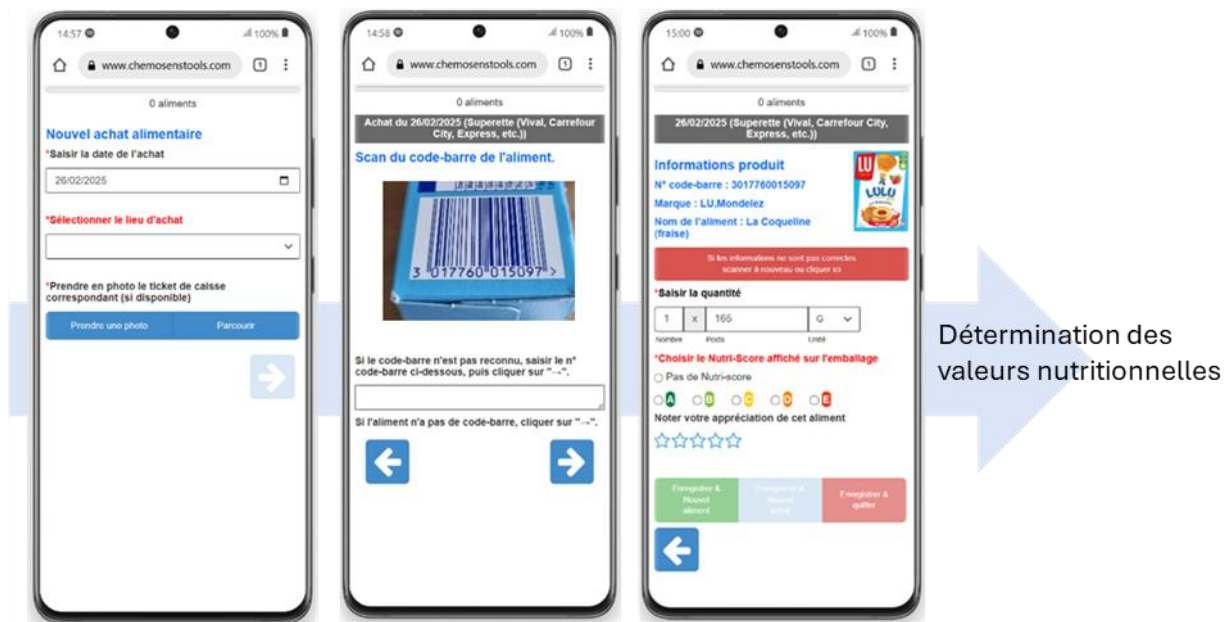 14:57
100%
www.chemosenstools.com
1
0 aliments
Nouvel achat alimentaire
*Saisir la date de l'achat
26/02/2025
*Sélectionner le lieu d'achat
*Prendre en photo le ticket de caisse
correspondant (si disponible)
Prendre une photo
Parcourir
14:58
100%
www.chemosenstools.com
1
0 aliments
Achat du 26/02/2025 (Superette (Vival, Carrefour
City, Express, etc.))
Scan du code-barre de l'aliment.
3 017760 015097 >
Si le code-barre n'est pas reconnu, saisir le n°
code-barre ci-dessous, puis cliquer sur "→".
Si l'aliment n'a pas de code-barre, cliquer sur "→".
15:00
100%
www.chemosenstools.com
1
0 aliments
26/02/2025 (Superette (Vival, Carrefour City,
Express, etc.))
Informations produit
N° code-barre : 3017760015097
Marque : LU,Mondelez
Nom de l'aliment : La Coqueline
(fraise)
LU
LULU
Si les informations ne sont pas correctes
scanner à nouveau ou cliquer ici
*Saisir la quantité
1 x 165 G
Nombre Poids Unité
*Choisir le Nutri-Score affiché sur l'emballage
Pas de Nutri-score
A B C D E
Noter votre appréciation de cet aliment
Enregistrer &
Nouvel
aliment
Enregistrer &
Nouvel
achat
Enregistrer &
quitter
Détermination des
valeurs nutritionnelles